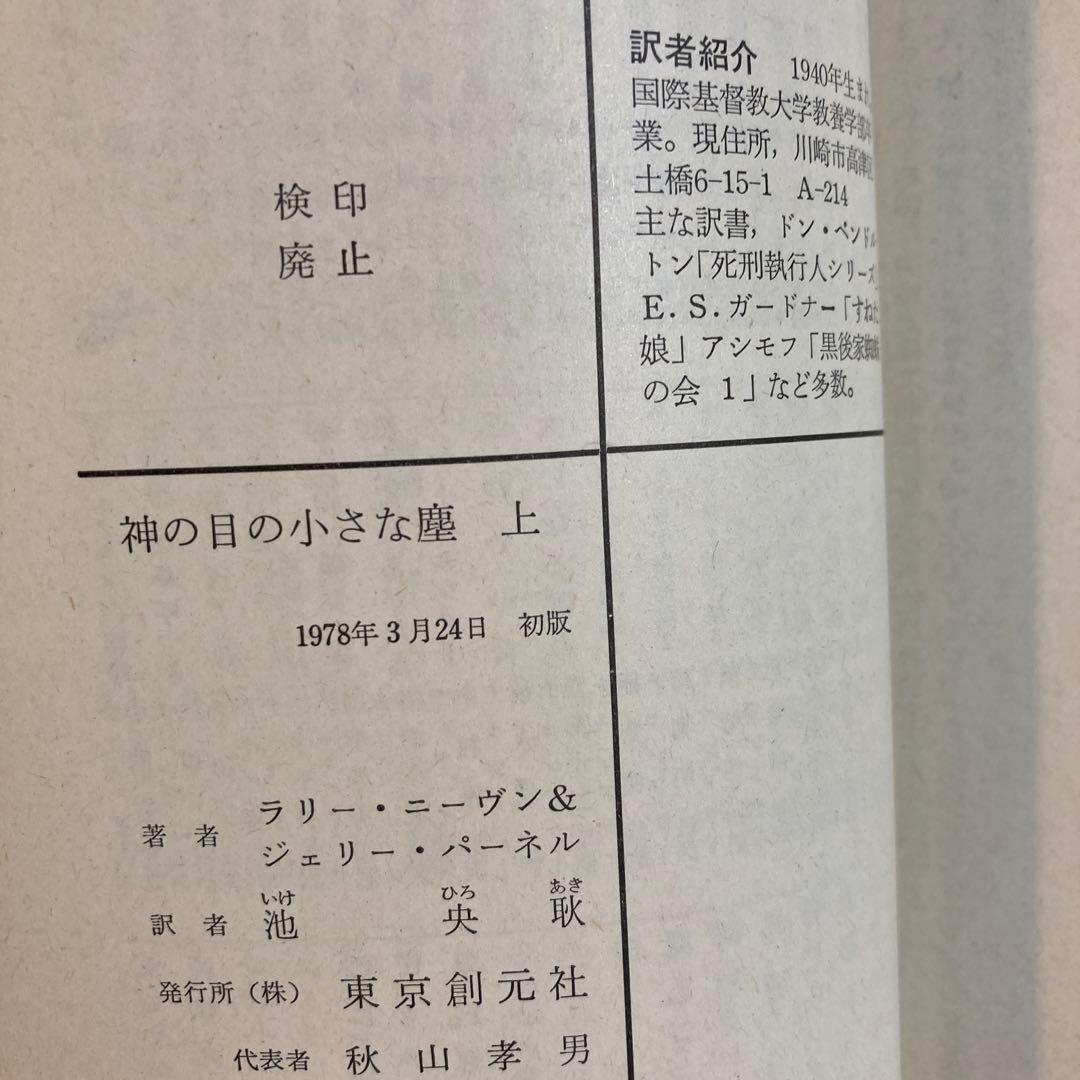 検印
廃止
訳者紹介 1940年生まれ
国際基督教大学教養学部卒
業。現住所，川崎市高津区
土橋6-15-1 A-214
主な訳書，ドン・ペンドル
トン「死刑執行人シリーズ」
E.S.ガードナー「すねた
娘」アシモフ「黒後家蜘蛛
の会 1」など多数。
神の目の小さな塵 上
1978年3月24日 初版
著者 ラリー・ニーヴン&
ジェリー・パーネル
いけ ひろ あき
訳者 池 央 耿
発行所（株） 東京創元社
代表者 秋山孝男